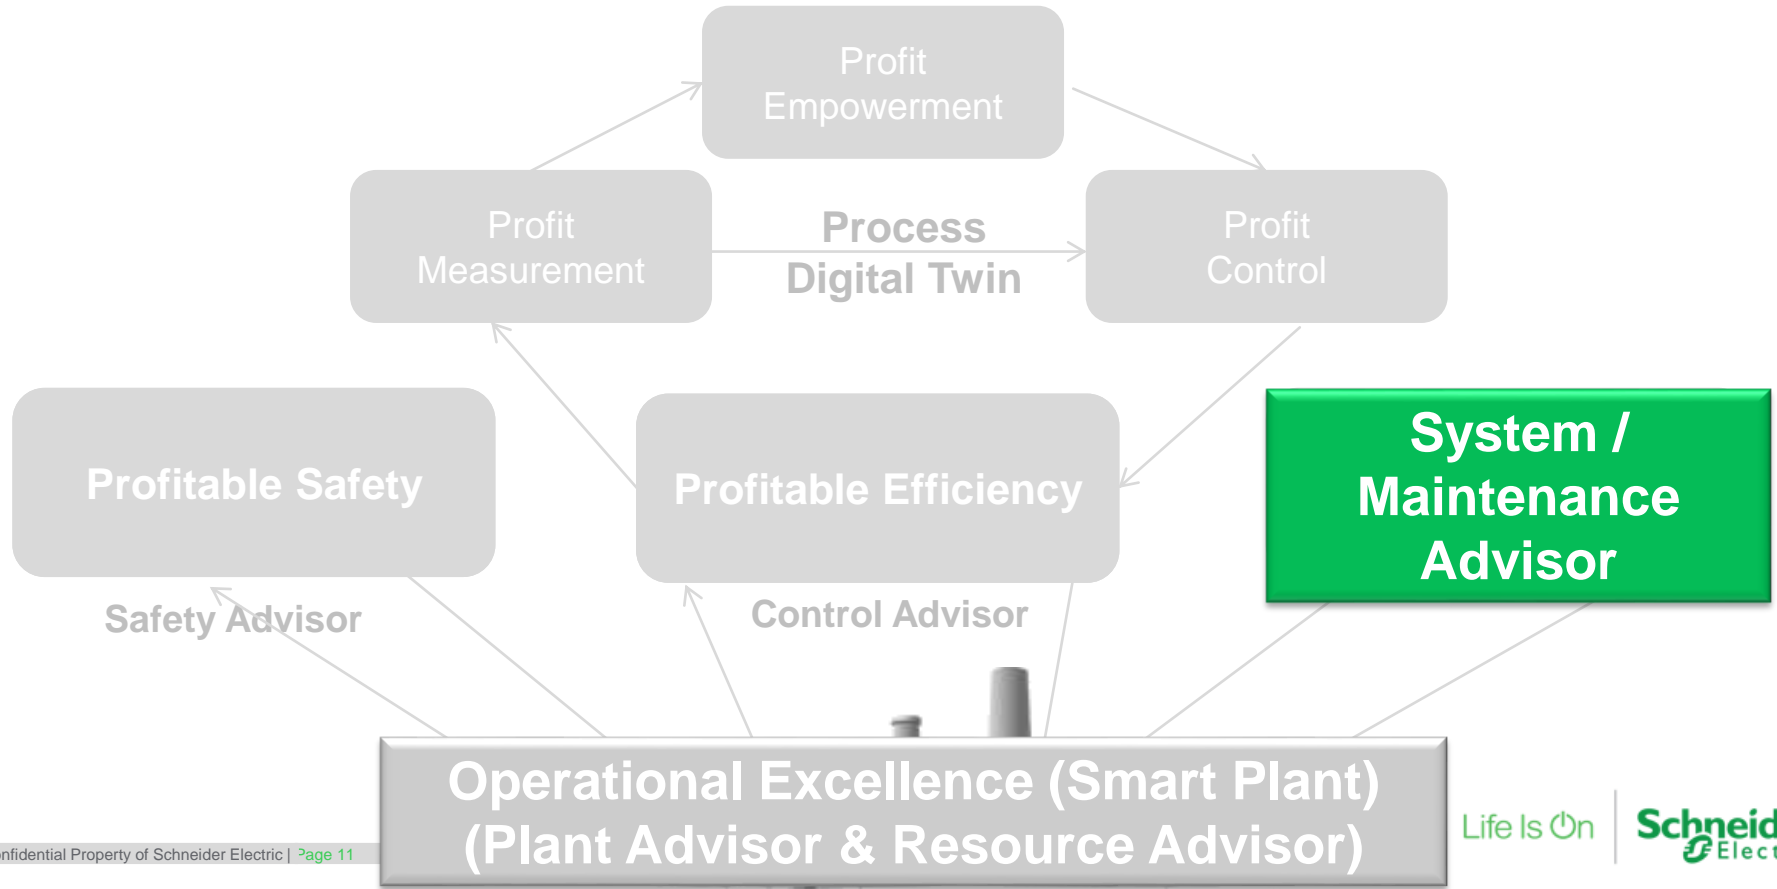 Profit
Empowerment
Profit
Measurement
Process
Digital Twin
Profit
Control
Profitable Safety
Profitable Efficiency
System /
Maintenance
Advisor
Safety Advisor
Control Advisor
Operational Excellence (Smart Plant)
(Plant Advisor & Resource Advisor)
nfidential Property of Schneider Electric | Page 11
Life Is On
Schneid
Elect